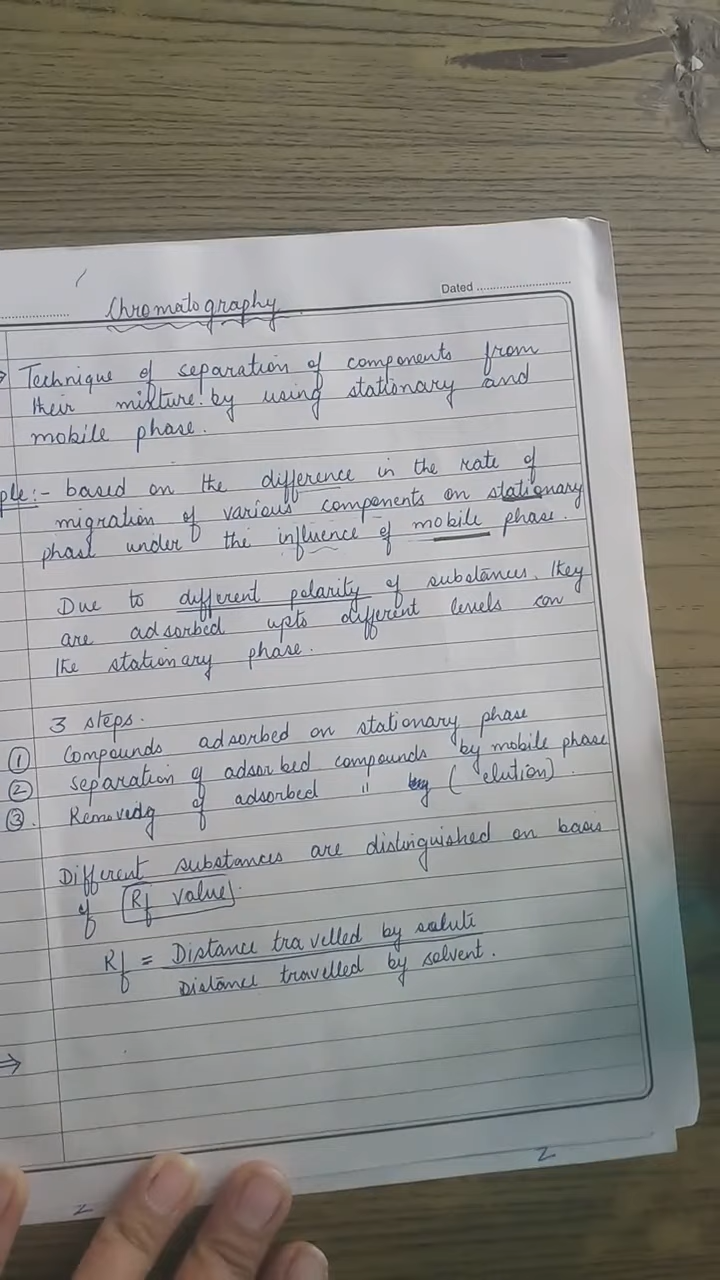 Dated
Chromatography
Technique of separation of components from
their mixture by using stationary and
mobile phase.
ple:- based on the difference in the rate of
migration of various components on stationary
phase under the influence of mobile phase.
Due to different polarity of substances, they
are adsorbed upto different levels on
the stationary phase.
3 steps.
① Compounds adsorbed on stationary phase
② separation of adsorbed compounds by mobile phase
③. Removedg of adsorbed " (elution).
Different substances are distinguished on basis
of Rf value.
Rf = Distance travelled by solute
Distance travelled by solvent.
⇒